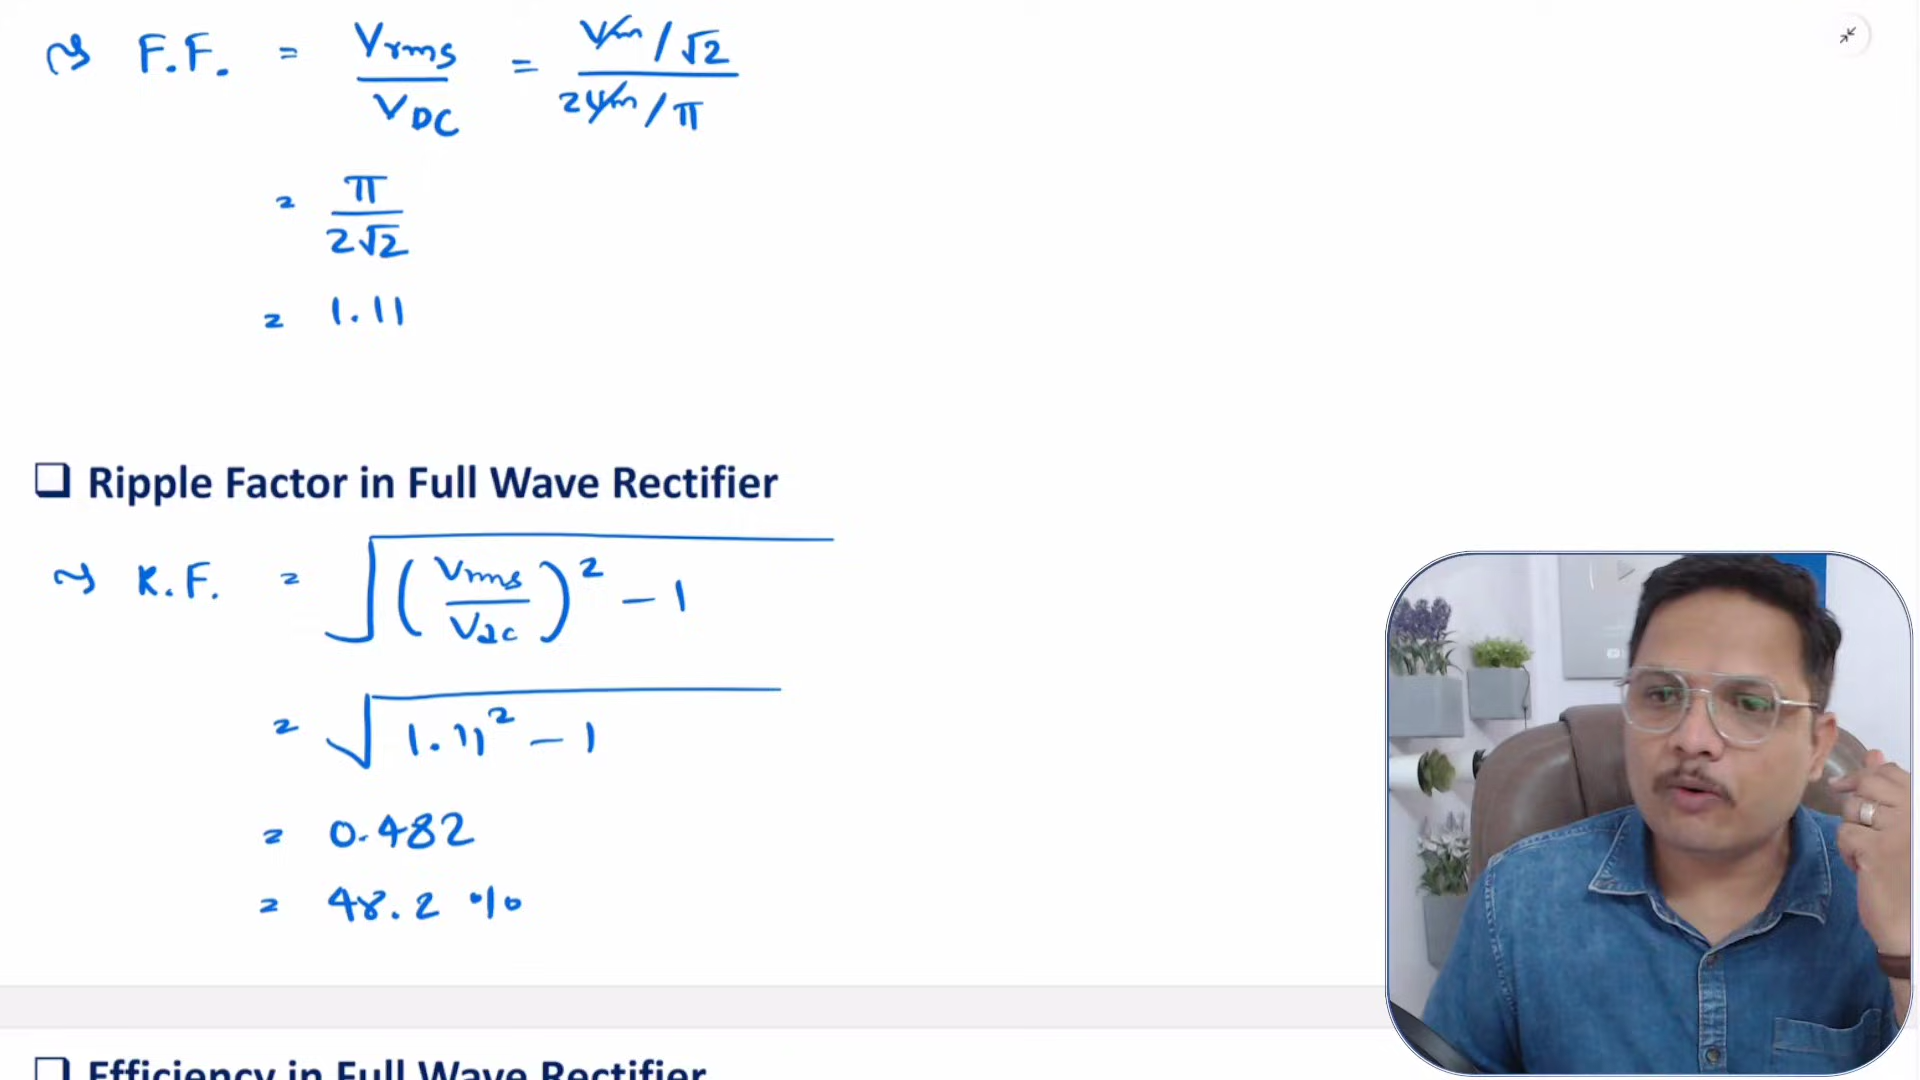 ↝ F.F. = Vrms / VDC = Vm/√2 / 2Vm/π
= π / 2√2
= 1.11
❑ Ripple Factor in Full Wave Rectifier
↝ R.F. = √((Vrms / Vdc)² − 1)
= √(1.11² − 1)
= 0.482
= 48.2 %
❑ Efficiency in Full Wave Rectifier